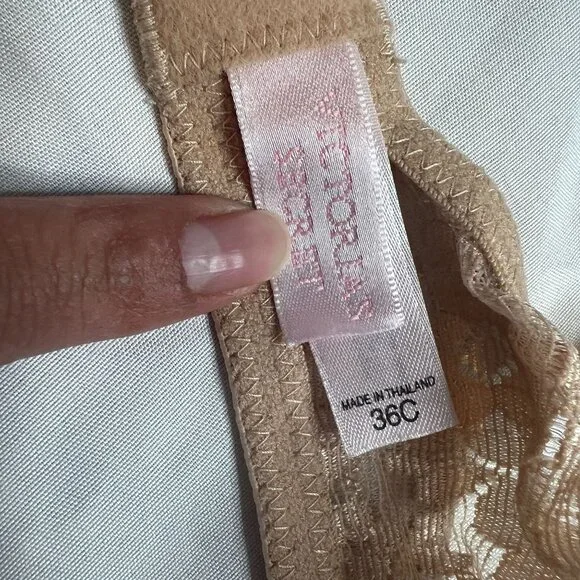 VICTORIA'S
SECRET
MADE IN THAILAND
36C